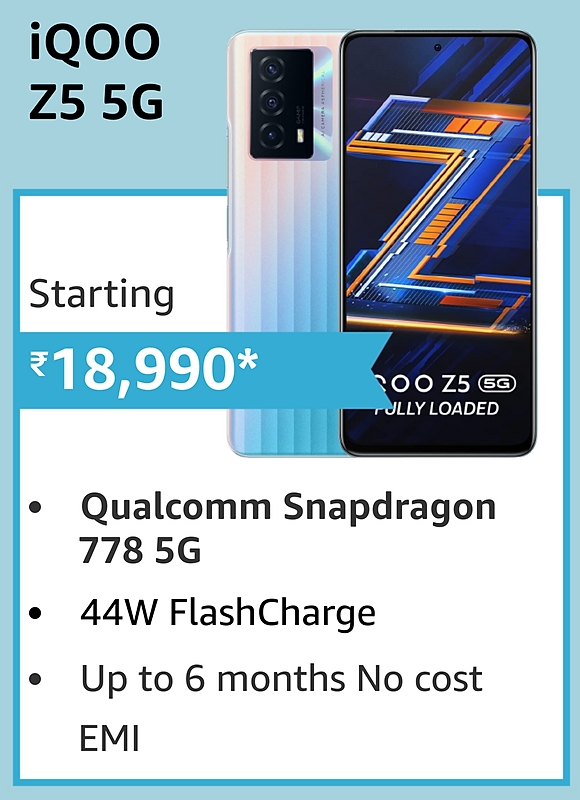 iQOO
Z5 5G
Starting
₹18,990*
QOO Z5 5G
FULLY LOADED
• Qualcomm Snapdragon
778 5G
• 44W FlashCharge
• Up to 6 months No cost
EMI